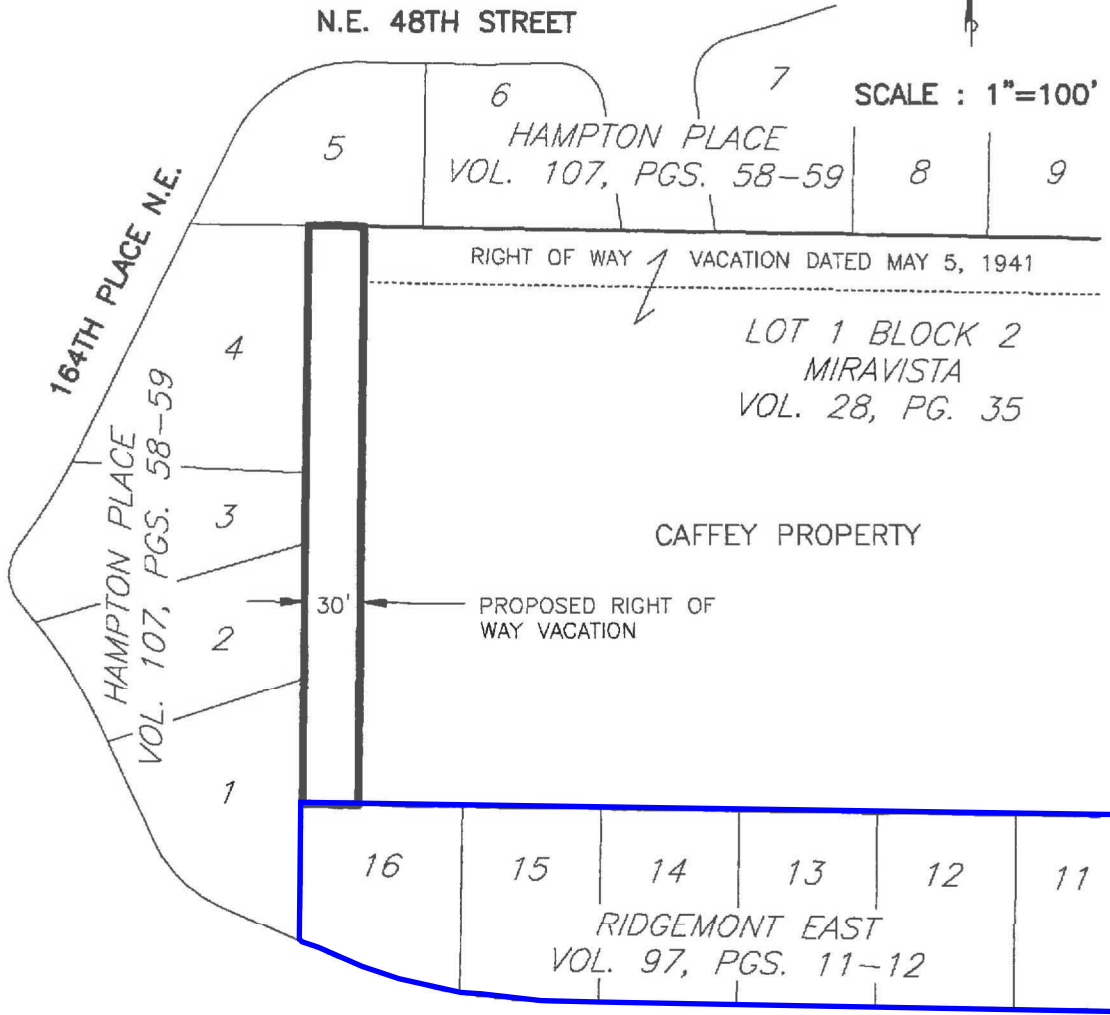 N.E. 48TH STREET
SCALE : 1"=100'
5
6
7
8
9
HAMPTON PLACE
VOL. 107, PGS. 58-59
164TH PLACE N.E.
RIGHT OF WAY VACATION DATED MAY 5, 1941
4
LOT 1 BLOCK 2
MIRAVISTA
VOL. 28, PG. 35
HAMPTON PLACE
VOL. 107, PGS. 58-59
3
CAFFEY PROPERTY
30'
PROPOSED RIGHT OF
WAY VACATION
2
1
16
15
14
13
12
11
RIDGEMONT EAST
VOL. 97, PGS. 11-12